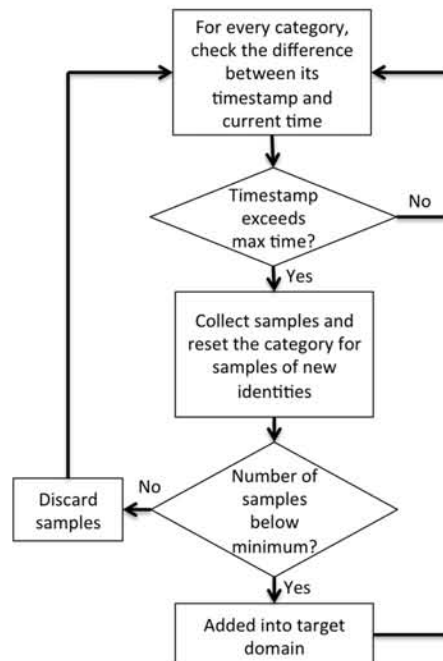 For every category,
check the difference
between its
timestamp and
current time
Timestamp
exceeds
max time?
No
Yes
Collect samples and
reset the category for
samples of new
identities
Number of
samples
below
minimum?
No
Discard
samples
Yes
Added into target
domain